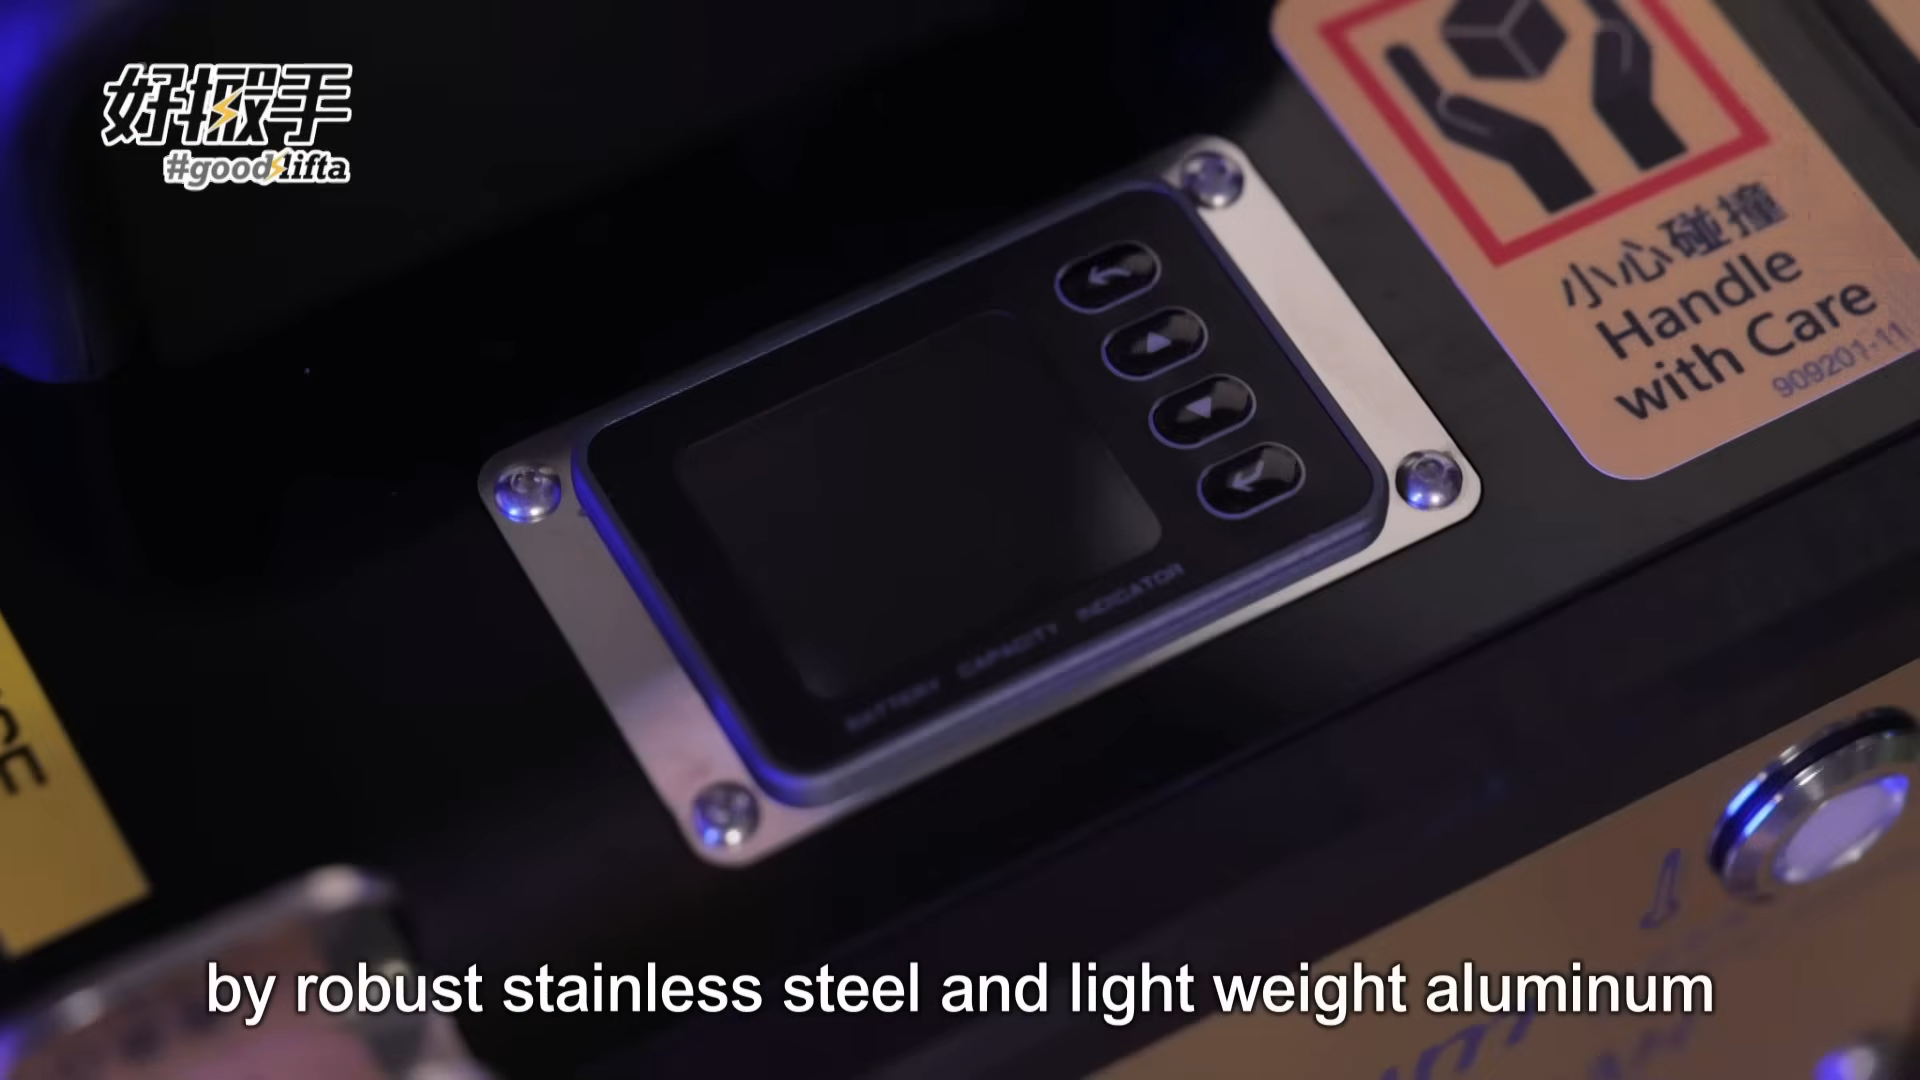 好搬手
#goodlifta
小心碰撞
Handle
with Care
909201-11
BATTERY CAPACITY INDICATOR
by robust stainless steel and light weight aluminum